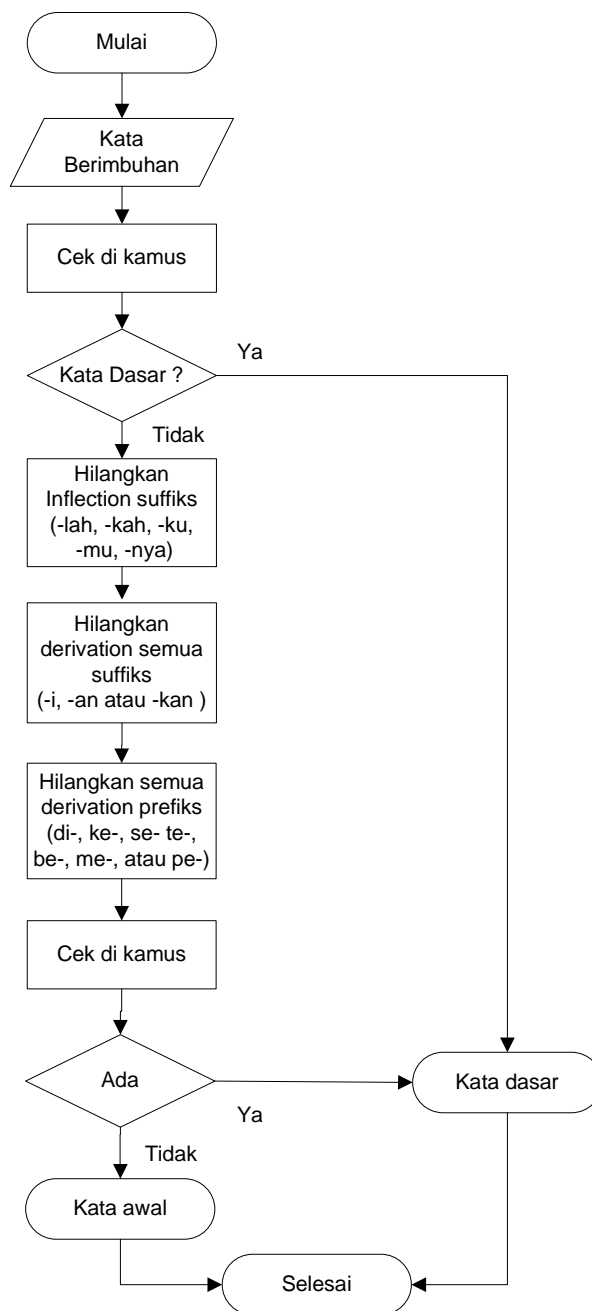 Mulai
Kata
Berimbuhan
Cek di kamus
Kata Dasar ?
Ya
Tidak
Hilangkan
Inflection suffiks
(-lah, -kah, -ku,
-mu, -nya)
Hilangkan
derivation semua
suffiks
(-i, -an atau -kan )
Hilangkan semua
derivation prefiks
(di-, ke-, se- te-,
be-, me-, atau pe-)
Cek di kamus
Ada
Ya
Kata dasar
Tidak
Kata awal
Selesai